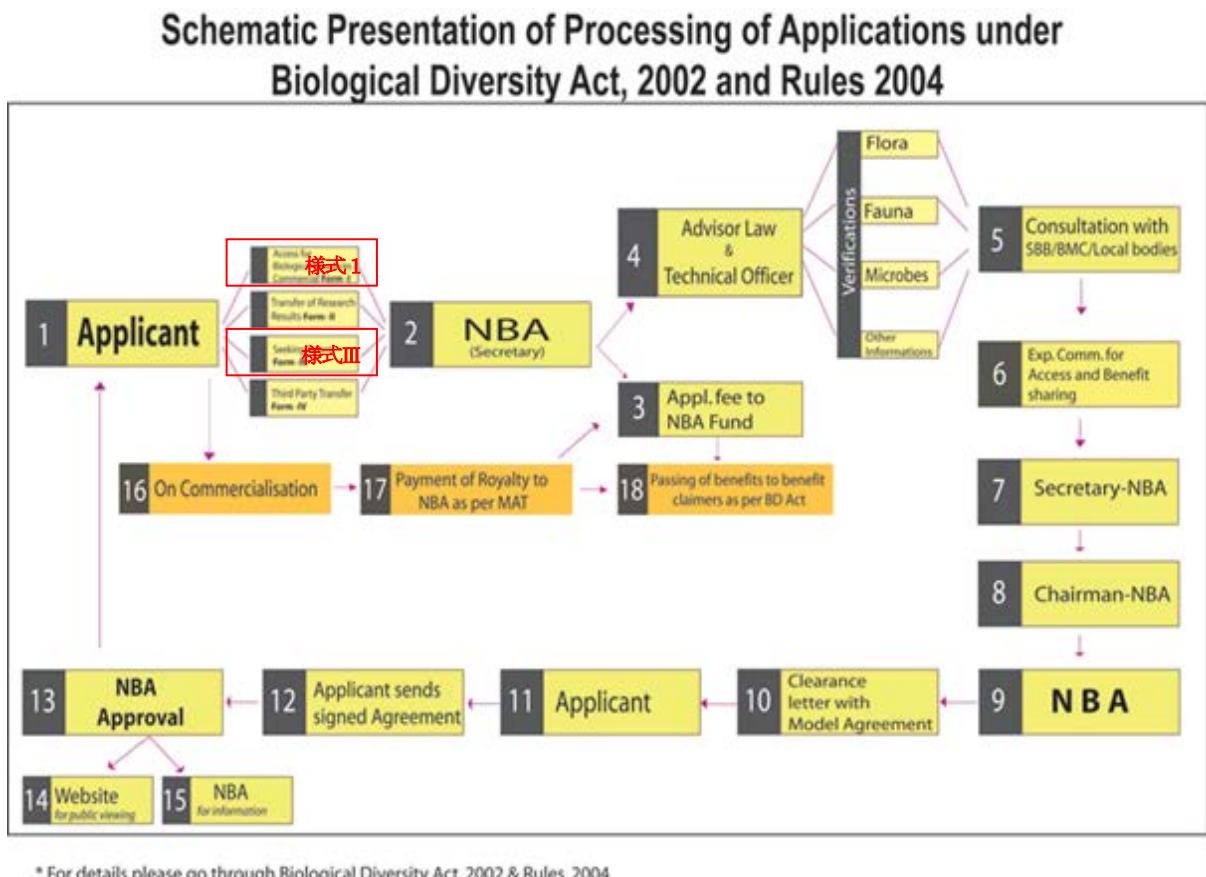 Schematic Presentation of Processing of Applications under
Biological Diversity Act, 2002 and Rules 2004
1
Applicant
Access for
様式 1
Transfer of Research
Results Form- II
様式Ⅲ
Third Party Transfer
Form -IV
2
NBA
(Secretary)
4
Advisor Law
&
Technical Officer
Verifications
Flora
Fauna
Microbes
Other
Informations
5
Consultation with
SBB/BMC/Local bodies
3
Appl. fee to
NBA Fund
6
Exp. Comm. for
Access and Benefit
sharing
16
On Commercialisation
17
Payment of Royalty to
NBA as per MAT
18
Passing of benefits to benefit
claimers as per BD Act
7
Secretary-NBA
8
Chairman-NBA
9
N B A
10
Clearance
letter with
Model Agreement
11
Applicant
12
Applicant sends
signed Agreement
13
NBA
Approval
14
Website
for public viewing
15
NBA
for information
* For details please go through Biological Diversity Act, 2002 & Rules, 2004